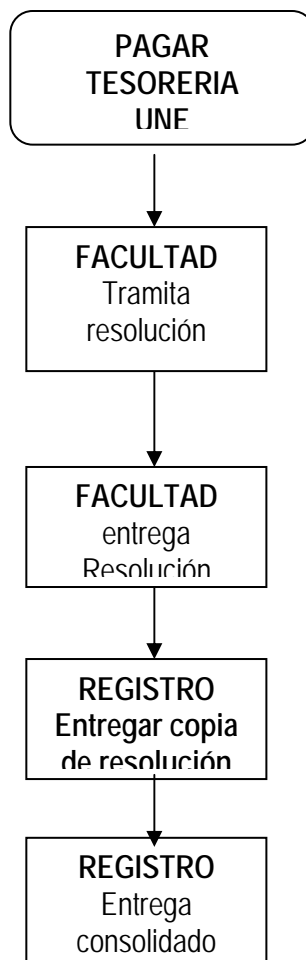 PAGAR
TESORERIA
UNE
FACULTAD
Tramita
resolución
FACULTAD
entrega
Resolución
REGISTRO
Entregar copia
de resolución
REGISTRO
Entrega
consolidado